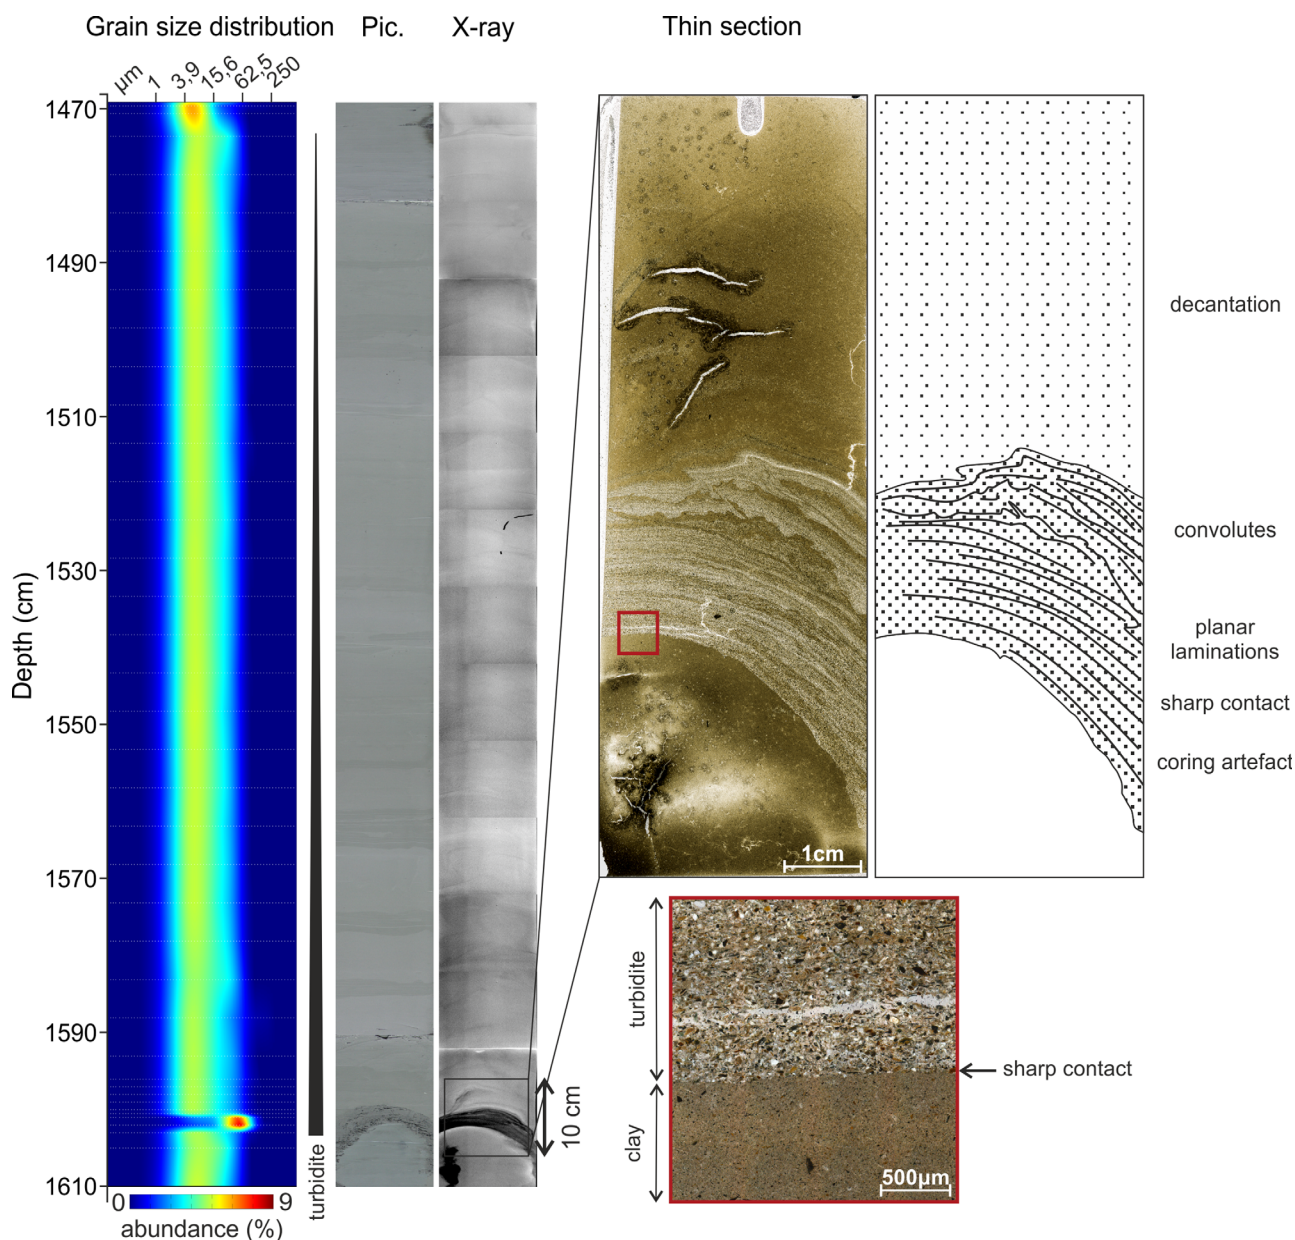 Grain size distribution
Pic.
X-ray
Thin section
µm
1
3,9
15,6
62,5
250
1470
1490
1510
1530
1550
1570
1590
1610
Depth (cm)
0
9
abundance (%)
turbidite
10 cm
1cm
decantation
convolutes
planar
laminations
sharp contact
coring artefact
turbidite
clay
sharp contact
500µm